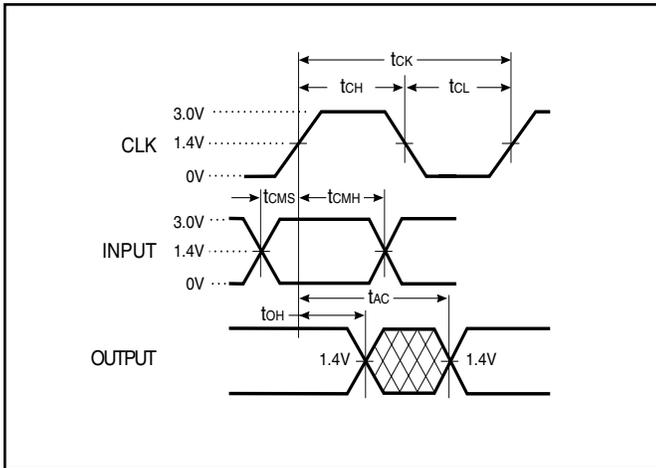 tCK
tCH tCL
3.0V
CLK 1.4V
0V
tCMS tCMH
3.0V
INPUT 1.4V
0V
tAC
tOH
OUTPUT 1.4V 1.4V